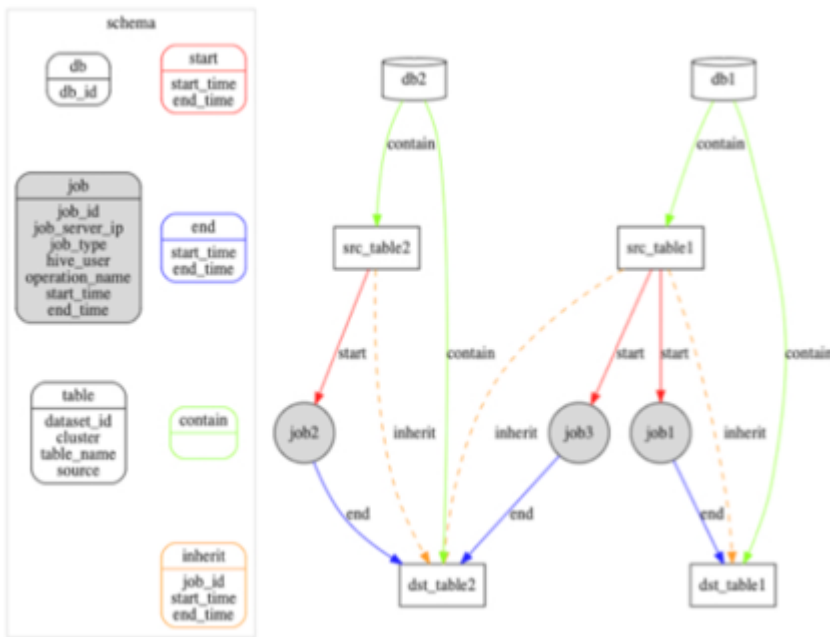 schema
db
db_id
start
start_time
end_time
job
job_id
job_server_ip
job_type
hive_user
operation_name
start_time
end_time
end
start_time
end_time
table
dataset_id
cluster
table_name
source
contain
inherit
job_id
start_time
end_time
db2
db1
contain
contain
src_table2
src_table1
start
contain
start
start
contain
job2
inherit
inherit
job3
job1
inherit
end
end
end
dst_table2
dst_table1